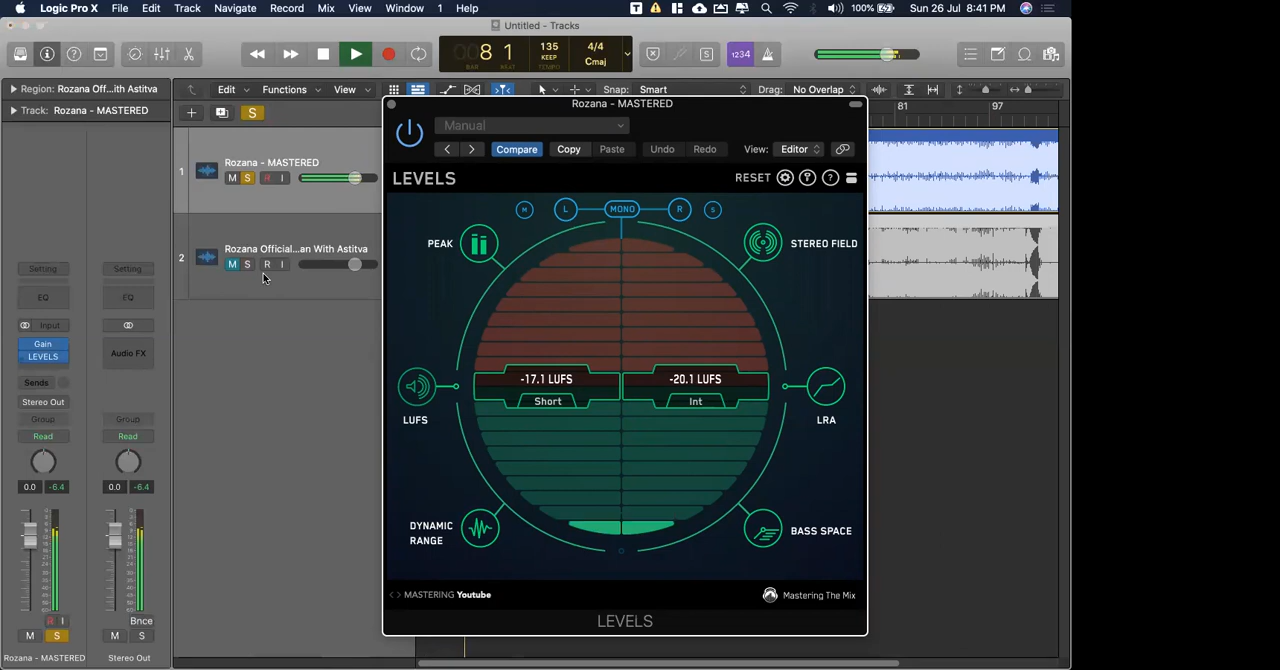 Logic Pro X File Edit Track Navigate Record Mix View Window 1 Help 100% Sun 26 Jul 8:41 PM
Untitled - Tracks
8 1 135 KEEP TEMPO 4/4 Cmaj
BAR BEAT
1234
Region: Rozana Off...ith Astitva
Track: Rozana - MASTERED
Edit Functions View Snap: Smart Drag: No Overlap
S
81 97
Rozana - MASTERED
Manual
Compare Copy Paste Undo Redo View: Editor
1 Rozana - MASTERED
M S R I
2 Rozana Official...an With Astitva
M S R I
LEVELS RESET ?
M L MONO R S
PEAK STEREO FIELD
-17.1 LUFS -20.1 LUFS
Short Int
LUFS LRA
DYNAMIC RANGE BASS SPACE
MASTERING Youtube Mastering The Mix
LEVELS
Setting Setting
EQ EQ
Input
Gain
LEVELS Audio FX
Sends
Stereo Out
Group Group
Read Read
0.0 -6.4 0.0 -6.4
R I Bnce
M S M S
Rozana - MASTERED Stereo Out